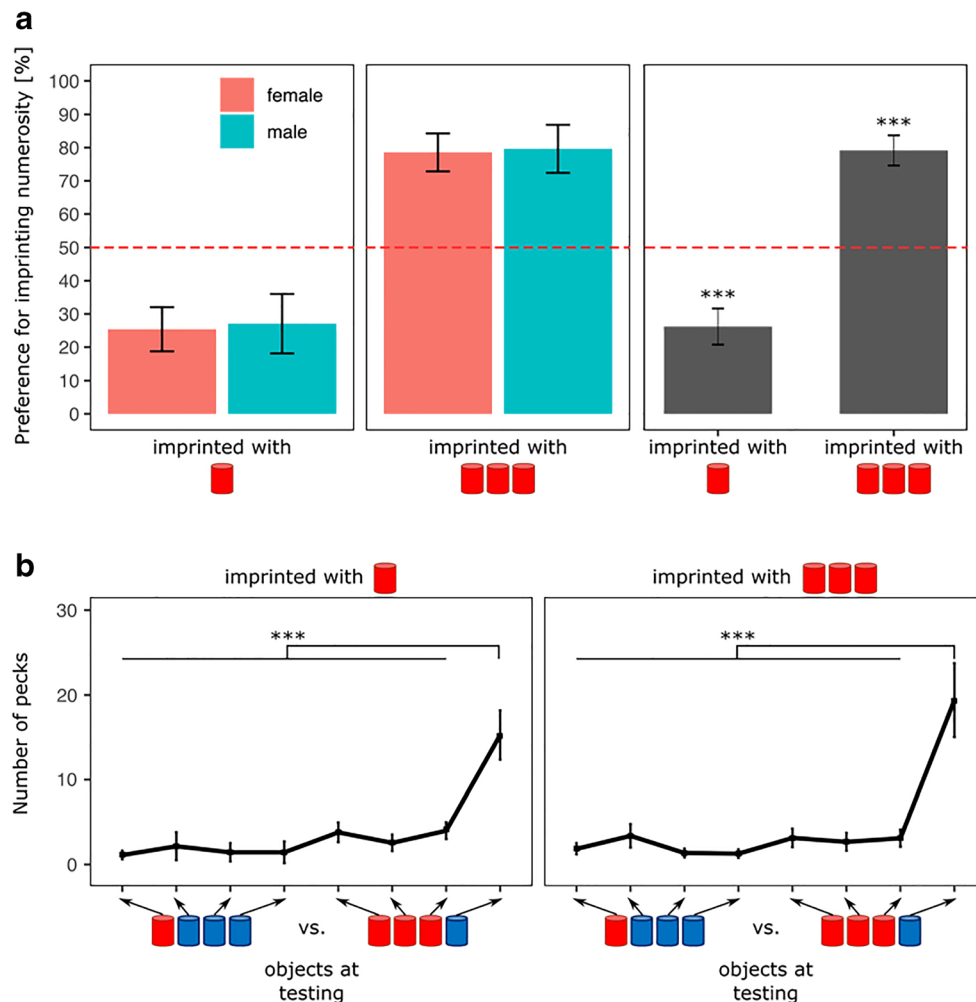 a
Preference for imprinting numerosity [%]
100
90
80
70
60
50
40
30
20
10
0
female
male
***
***
imprinted with
imprinted with
imprinted with
imprinted with
b
imprinted with
imprinted with
Number of pecks
30
20
10
0
***
***
vs.
vs.
objects at
testing
objects at
testing